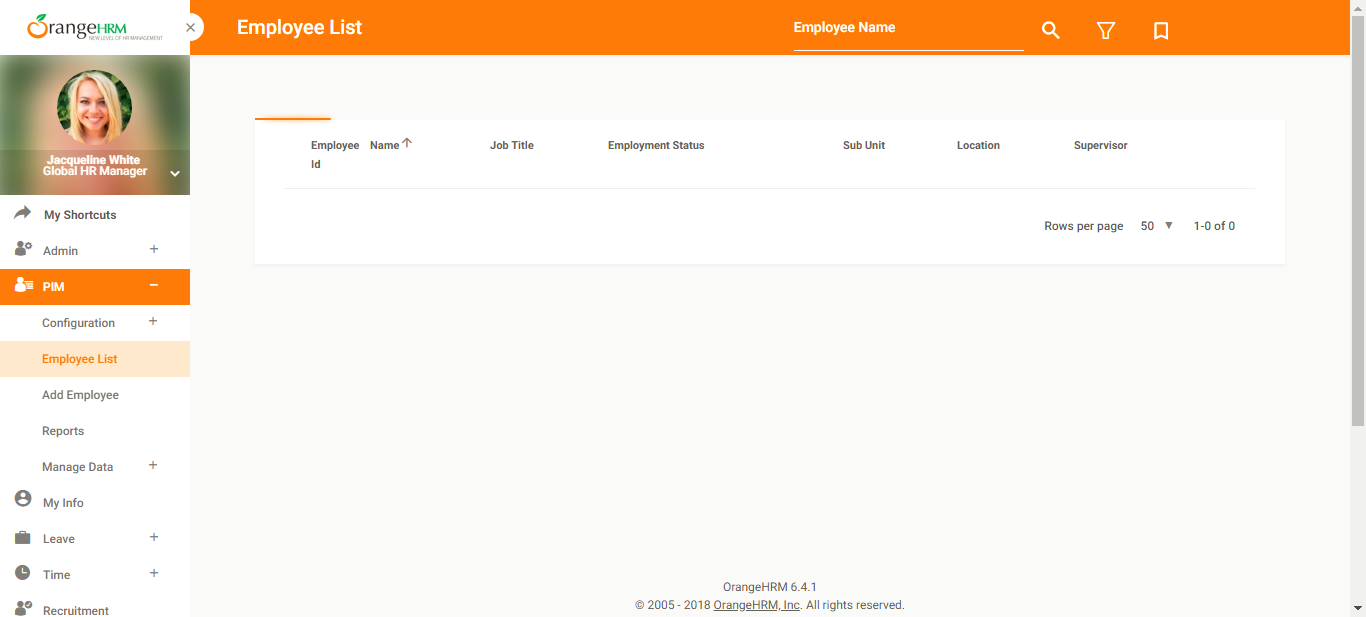 OrangeHRM
NEW LEVEL OF HR MANAGEMENT
Employee List
Employee Name
Jacqueline White
Global HR Manager
My Shortcuts
Admin
PIM
Configuration
Employee List
Add Employee
Reports
Manage Data
My Info
Leave
Time
Recruitment
Employee Id Name Job Title Employment Status Sub Unit Location Supervisor
Rows per page 50 1-0 of 0
OrangeHRM 6.4.1
© 2005 - 2018 OrangeHRM, Inc. All rights reserved.